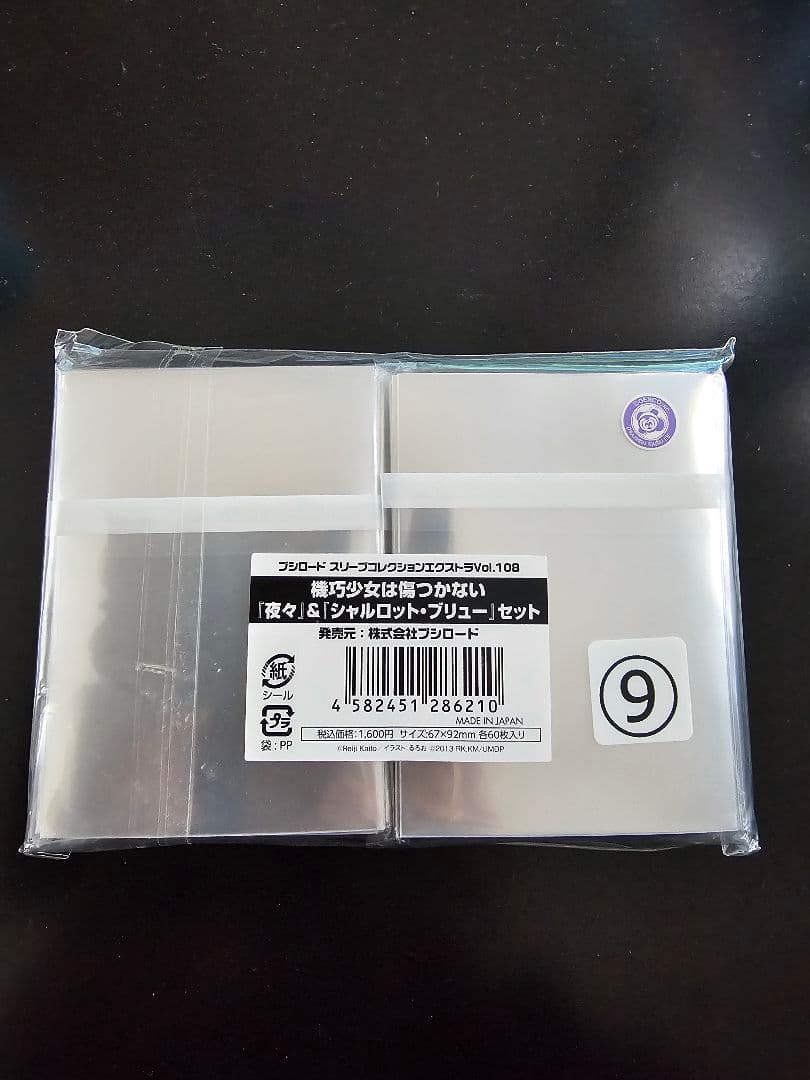 ブシロード スリーブコレクションエクストラVol.108
機巧少女は傷つかない
『夜々』&『シャルロット・ブリュー』セット
発売元:株式会社ブシロード
紙
シール
プラ
袋:PP
4 582451 286210
MADE IN JAPAN
税込価格:1,600円 サイズ:67×92mm 各60枚入り
©Reiji Kaito/イラスト るろお ©2013 RK,KM/UMDP
9